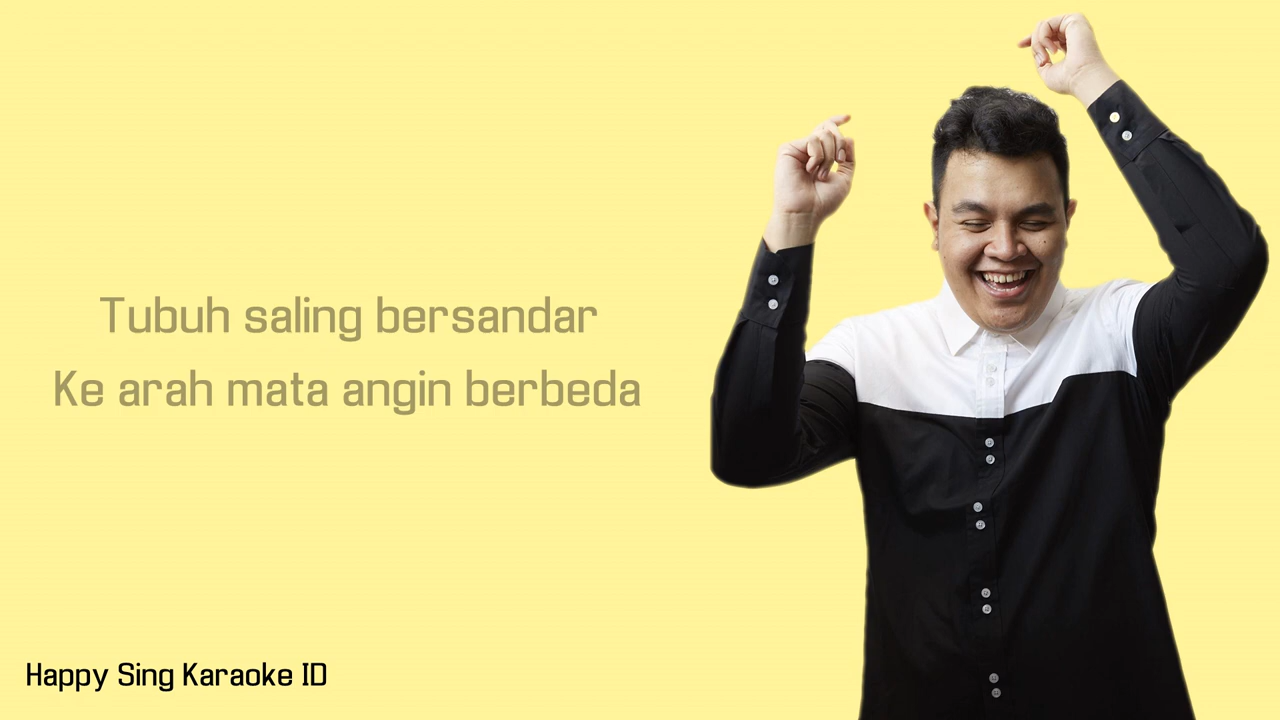 Tubuh saling bersandar
Ke arah mata angin berbeda
Happy Sing Karaoke ID